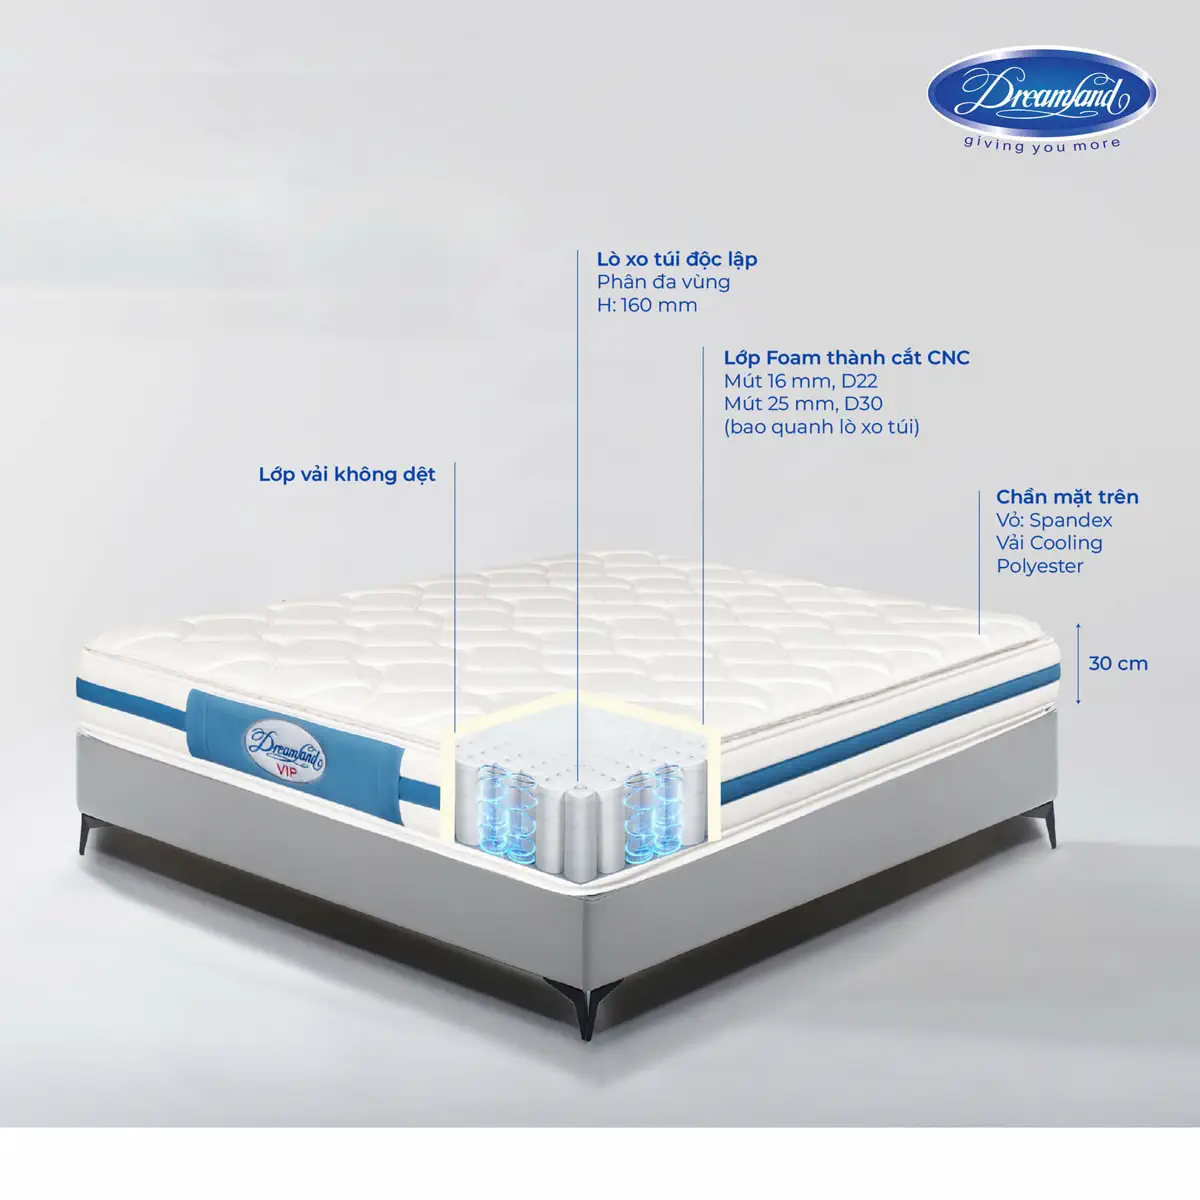 Dreamland
giving you more
Lò xo túi độc lập
Phân đa vùng
H: 160 mm
Lớp Foam thành cắt CNC
Mút 16 mm, D22
Mút 25 mm, D30
(bao quanh lò xo túi)
Lớp vải không dệt
Chần mặt trên
Vỏ: Spandex
Vải Cooling
Polyester
30 cm
Dreamland
VIP